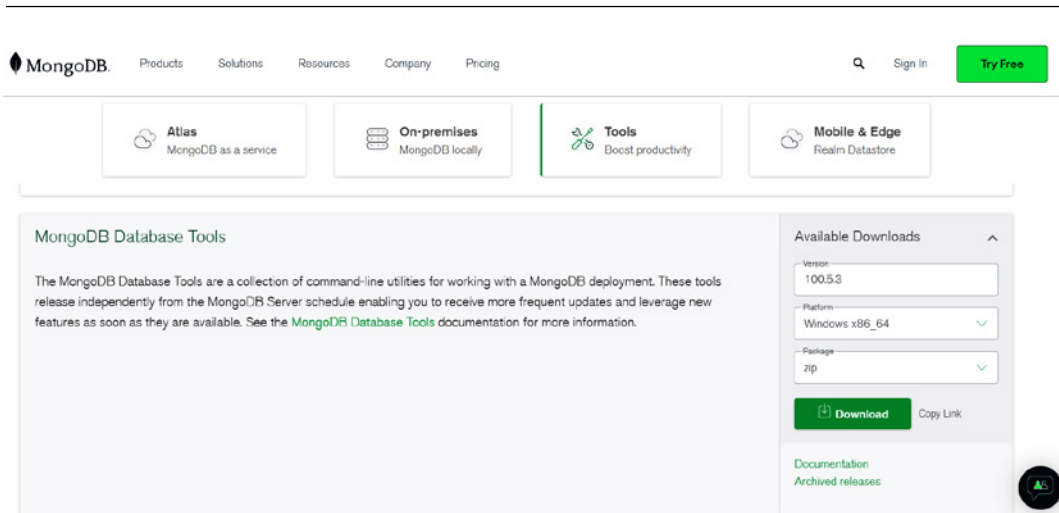 MongoDB.
Products
Solutions
Resources
Company
Pricing
Sign In
Try Free
Atlas
MongoDB as a service
On-premises
MongoDB locally
Tools
Boost productivity
Mobile & Edge
Realm Datastore
MongoDB Database Tools
The MongoDB Database Tools are a collection of command-line utilities for working with a MongoDB deployment. These tools
release independently from the MongoDB Server schedule enabling you to receive more frequent updates and leverage new
features as soon as they are available. See the MongoDB Database Tools documentation for more information.
Available Downloads
Version
100.5.3
Platform
Windows x86_64
Package
zip
Download
Copy Link
Documentation
Archived releases